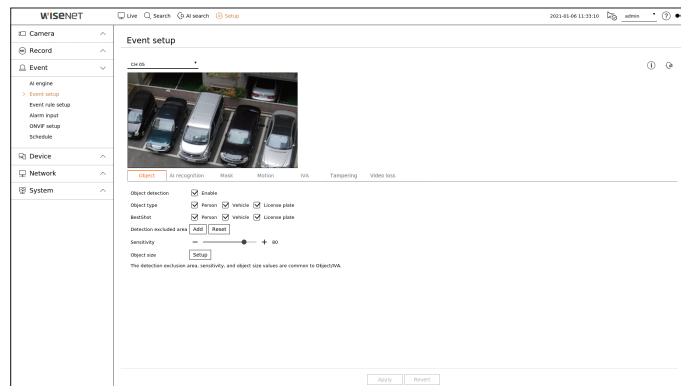 WISENET
Live Search AI search Setup 2021-01-06 11:33:10 admin
Camera
Record
Event
AI engine
> Event setup
Event rule setup
Alarm input
ONVIF setup
Schedule
Device
Network
System
Event setup
CH 05
Object AI recognition Mask Motion IVA Tampering Video loss
Object detection Enable
Object type Person Vehicle License plate
BestShot Person Vehicle License plate
Detection excluded area Add Reset
Sensitivity − + 80
Object size Setup
The detection exclusion area, sensitivity, and object size values are common to Object/IVA.
Apply Revert